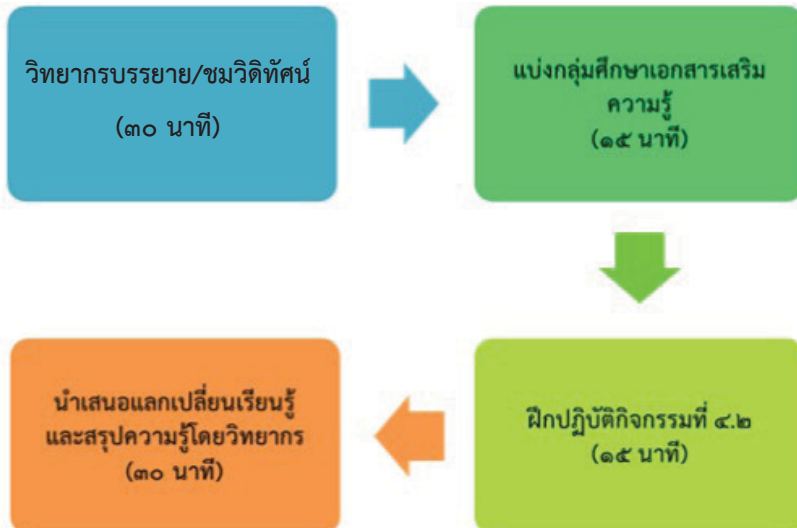 วิทยากรบรรยาย/ชมวิดิทัศน์
(๓๐ นาที)
แบ่งกลุ่มศึกษาเอกสารเสริม
ความรู้
(๑๕ นาที)
ฝึกปฏิบัติกิจกรรมที่ ๔.๒
(๑๕ นาที)
นำเสนอแลกเปลี่ยนเรียนรู้
และสรุปความรู้โดยวิทยากร
(๓๐ นาที)